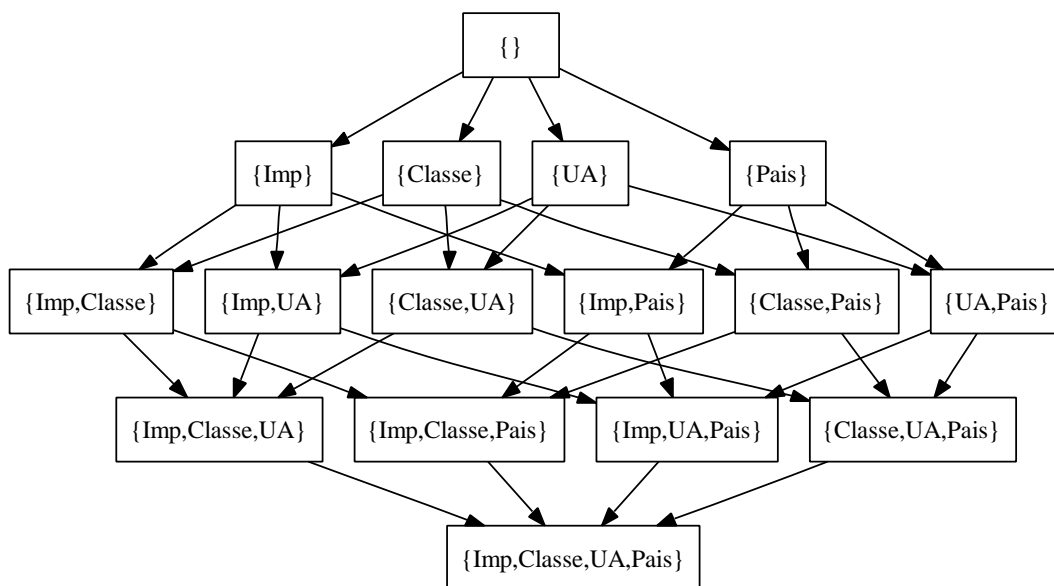 {}
{Imp}
{Classe}
{UA}
{Pais}
{Imp,Classe}
{Imp,UA}
{Classe,UA}
{Imp,Pais}
{Classe,Pais}
{UA,Pais}
{Imp,Classe,UA}
{Imp,Classe,Pais}
{Imp,UA,Pais}
{Classe,UA,Pais}
{Imp,Classe,UA,Pais}